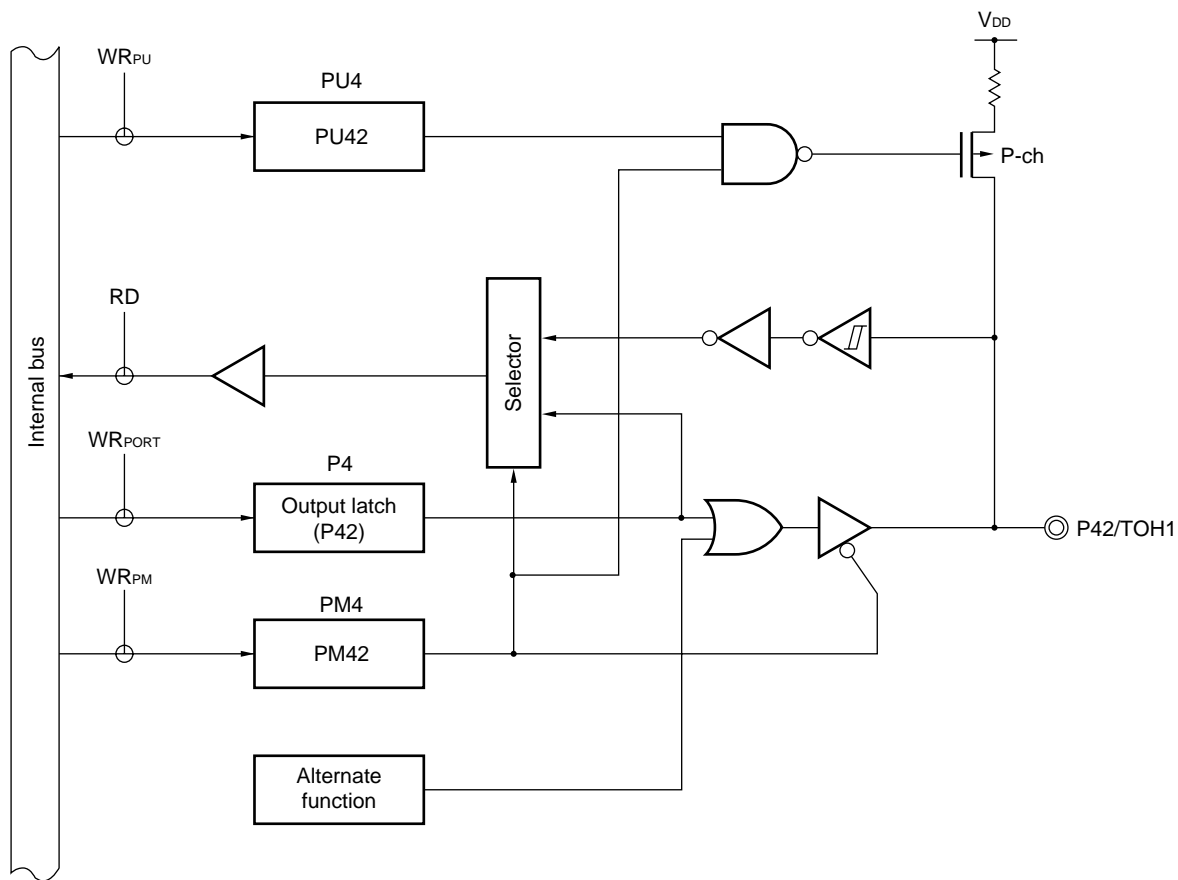 VDD
WRPU
PU4
PU42
P-ch
RD
Selector
Internal bus
WRPORT
P4
Output latch
(P42)
P42/TOH1
WRPM
PM4
PM42
Alternate
function